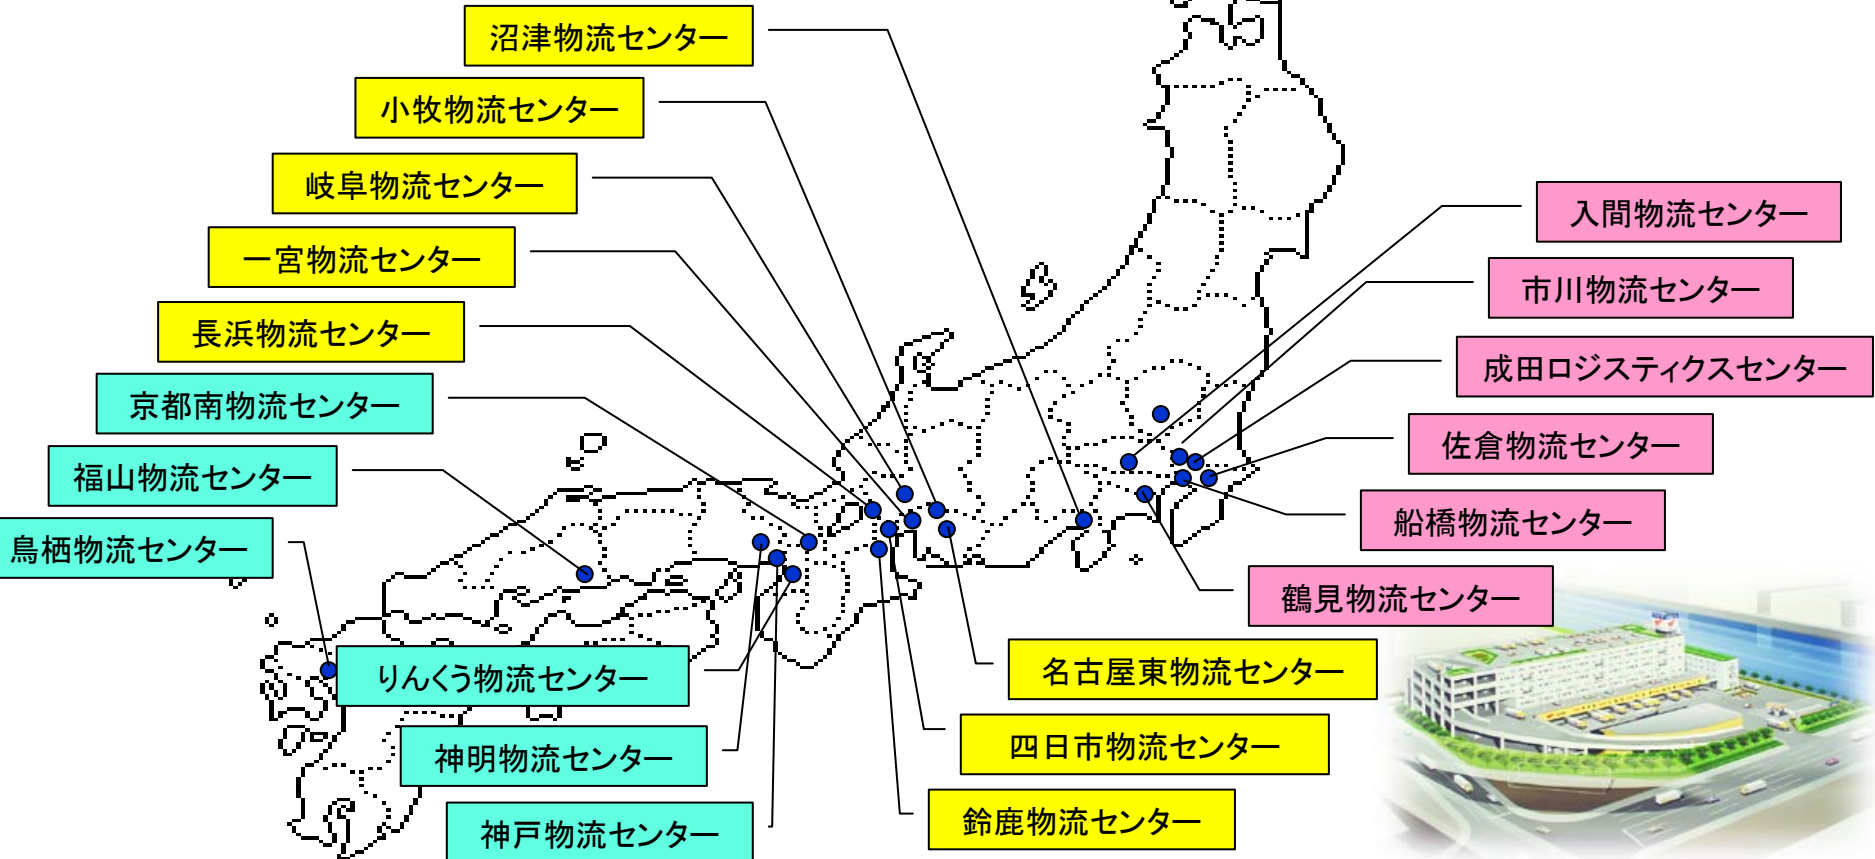 沼津物流センター
小牧物流センター
岐阜物流センター
一宮物流センター
長浜物流センター
京都南物流センター
福山物流センター
鳥栖物流センター
りんくう物流センター
神明物流センター
神戸物流センター
入間物流センター
市川物流センター
成田ロジスティクスセンター
佐倉物流センター
船橋物流センター
鶴見物流センター
名古屋東物流センター
四日市物流センター
鈴鹿物流センター